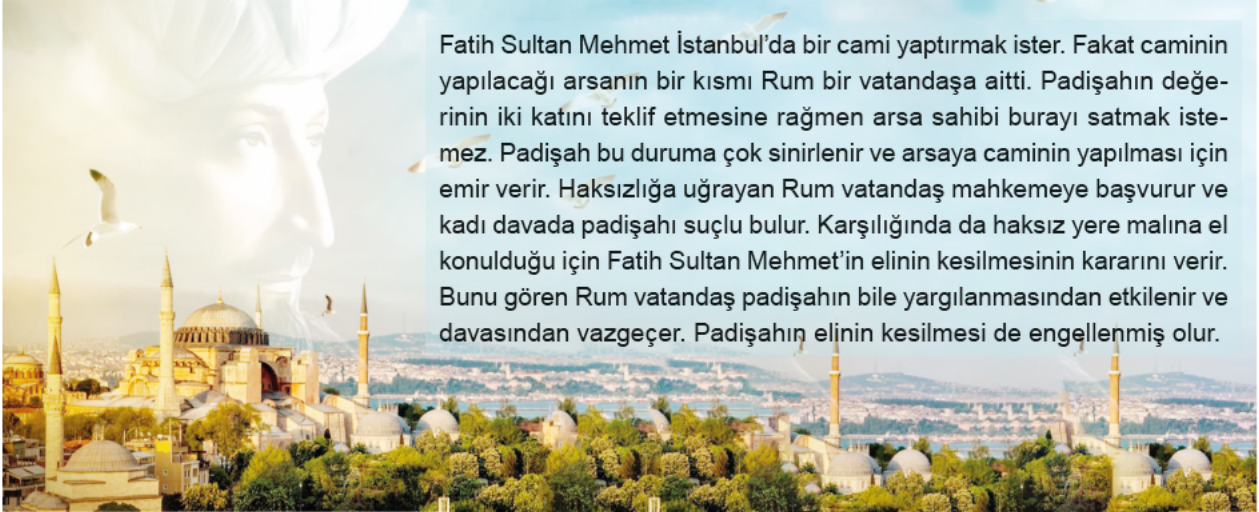 Fatih Sultan Mehmet İstanbul'da bir cami yaptırmak ister. Fakat caminin
yapılacağı arsanın bir kısmı Rum bir vatandaşa aitti. Padişahın değe-
rinin iki katını teklif etmesine rağmen arsa sahibi burayı satmak iste-
mez. Padişah bu duruma çok sinirlenir ve arsaya caminin yapılması için
emir verir. Haksızlığa uğrayan Rum vatandaş mahkemeye başvurur ve
kadı davada padişahı suçlu bulur. Karşılığında da haksız yere malına el
konulduğu için Fatih Sultan Mehmet'in elinin kesilmesinin kararını verir.
Bunu gören Rum vatandaş padişahın bile yargılanmasından etkilenir ve
davasından vazgeçer. Padişahın elinin kesilmesi de engellenmiş olur.